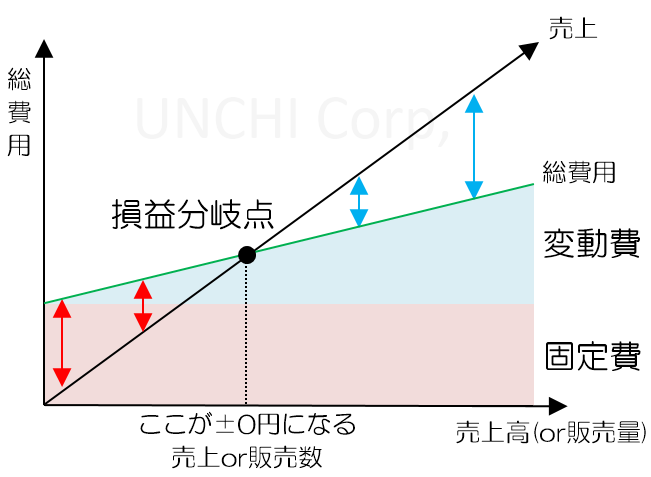 売上
総費用
UNCHI Corp,
総費用
損益分岐点
変動費
固定費
ここが±0円になる
売上or販売数
売上高(or販売量)